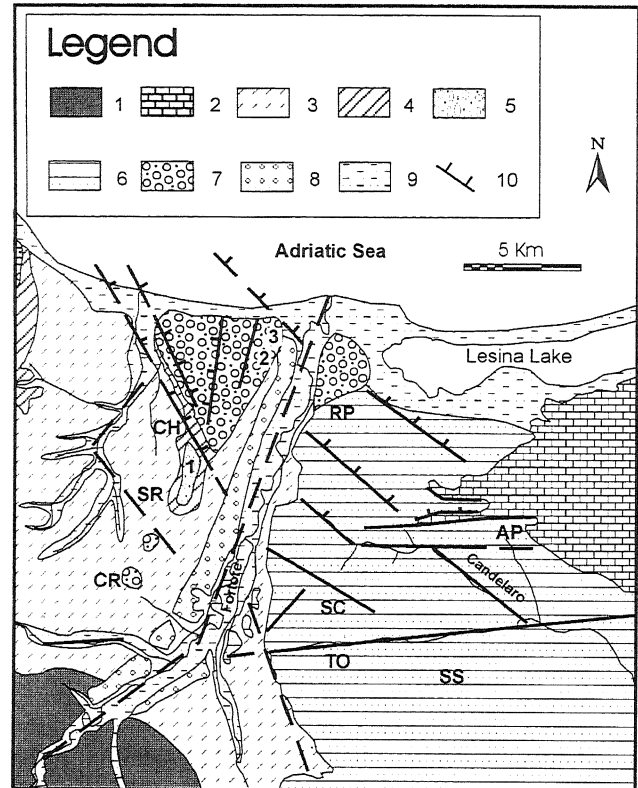 Legend
1 2 3 4 5
6 7 8 9 10
N
Adriatic Sea
5 Km
3
2
Lesina Lake
RP
CH
1
SR
AP
CR
Candelaro
Fortore
SC
TO
SS